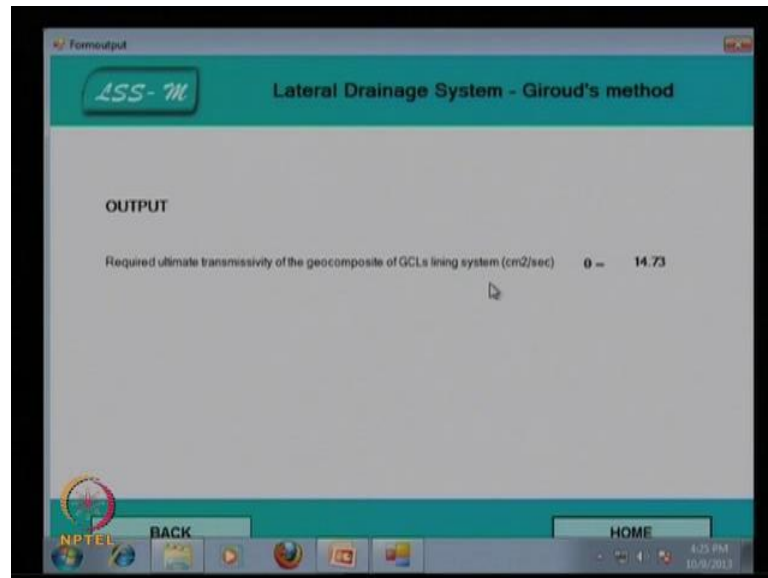 Formoutput
LSS-M
Lateral Drainage System - Giroud's method
OUTPUT
Required ultimate transmissivity of the geocomposite of GCLs lining system (cm2/sec) θ = 14.73
BACK
HOME
NPTEL
4:25 PM
10/9/2013